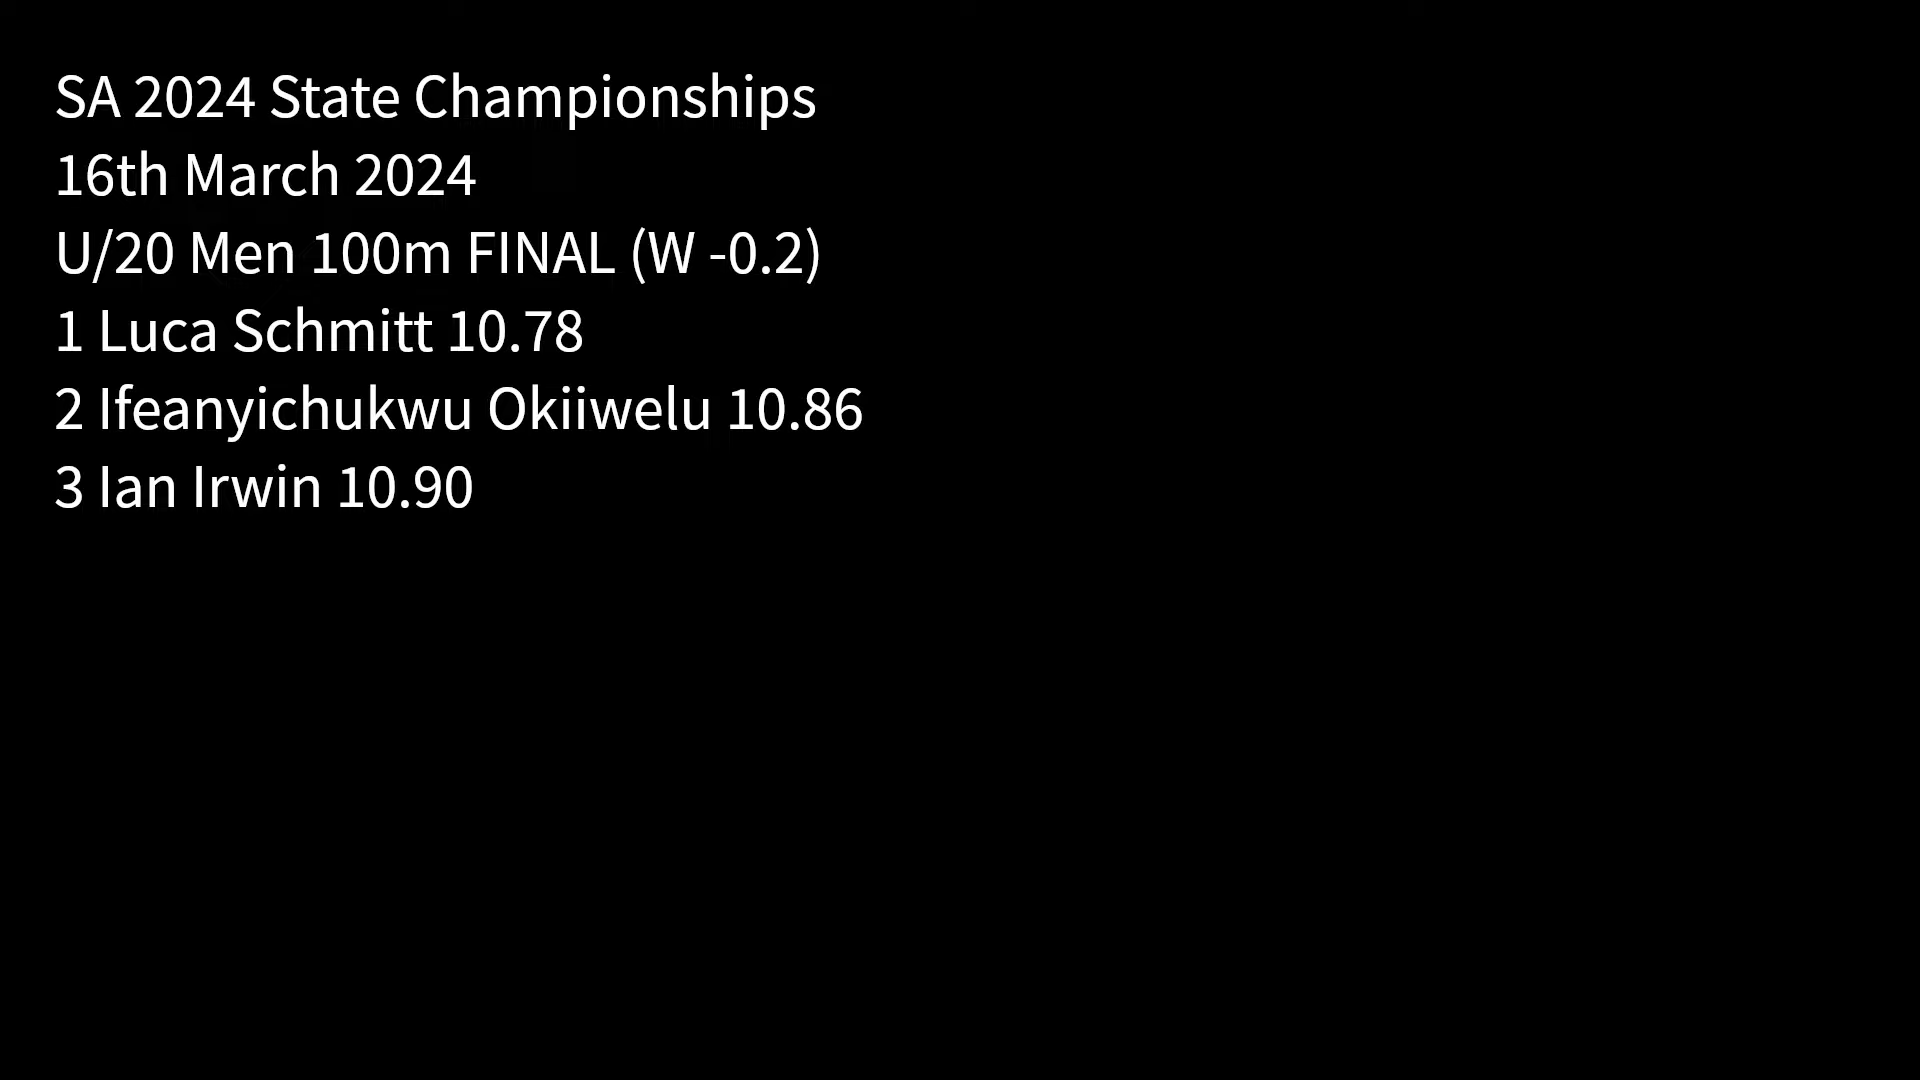 SA 2024 State Championships
16th March 2024
U/20 Men 100m FINAL (W -0.2)
1 Luca Schmitt 10.78
2 Ifeanyichukwu Okiiwelu 10.86
3 Ian Irwin 10.90